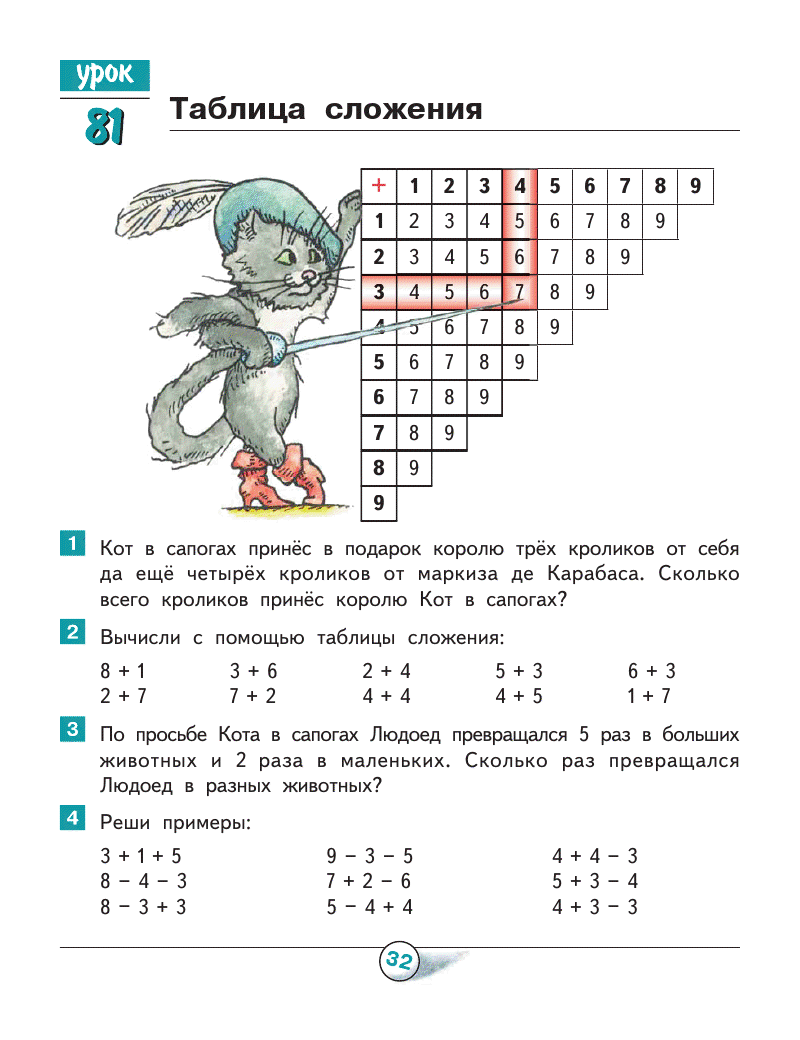 урок
81
Таблица сложения
+ 1 2 3 4 5 6 7 8 9
1 2 3 4 5 6 7 8 9
2 3 4 5 6 7 8 9
3 4 5 6 7 8 9
4 5 6 7 8 9
5 6 7 8 9
6 7 8 9
7 8 9
8 9
9
1 Кот в сапогах принёс в подарок королю трёх кроликов от себя
да ещё четырёх кроликов от маркиза де Карабаса. Сколько
всего кроликов принёс королю Кот в сапогах?
2 Вычисли с помощью таблицы сложения:
8 + 1 3 + 6 2 + 4 5 + 3 6 + 3
2 + 7 7 + 2 4 + 4 4 + 5 1 + 7
3 По просьбе Кота в сапогах Людоед превращался 5 раз в больших
животных и 2 раза в маленьких. Сколько раз превращался
Людоед в разных животных?
4 Реши примеры:
3 + 1 + 5 9 − 3 − 5 4 + 4 − 3
8 − 4 − 3 7 + 2 − 6 5 + 3 − 4
8 − 3 + 3 5 − 4 + 4 4 + 3 − 3
32